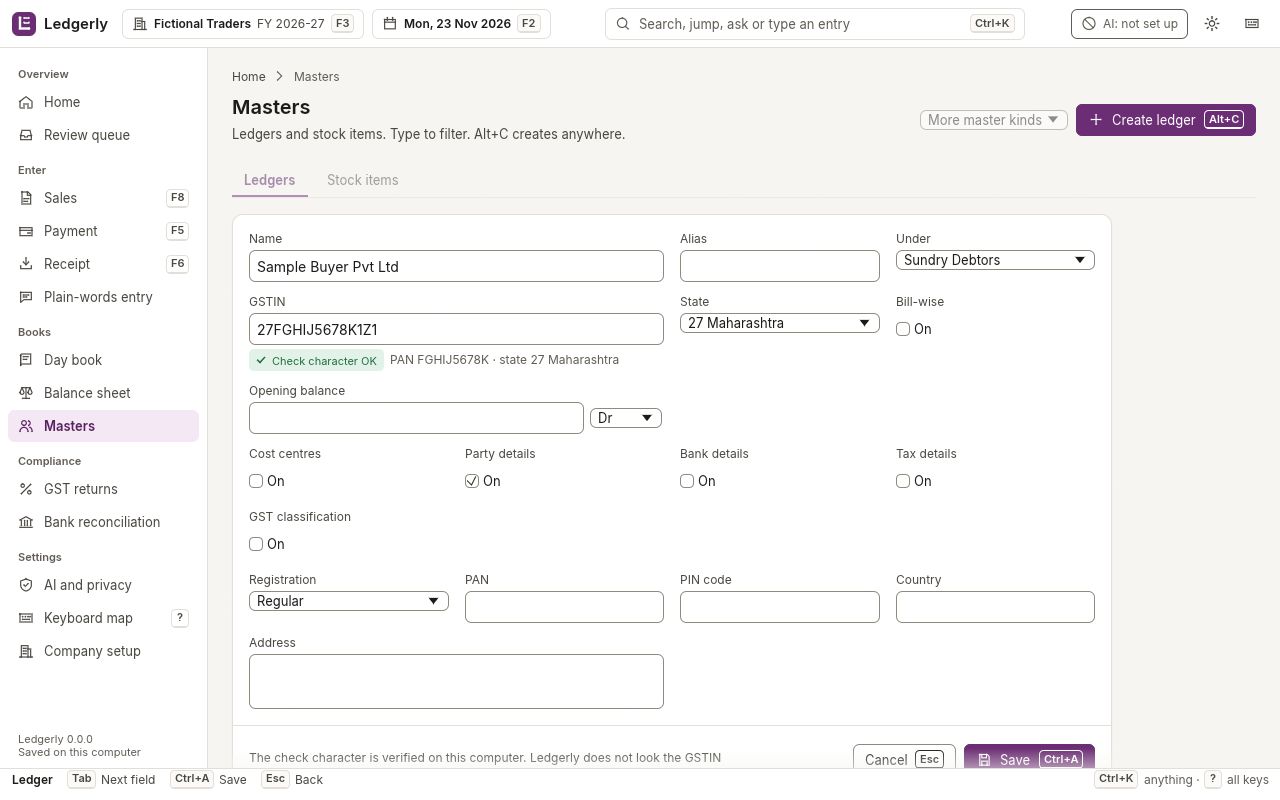 Ledgerly
Fictional Traders FY 2026-27 F3
Mon, 23 Nov 2026 F2
Search, jump, ask or type an entry Ctrl+K
AI: not set up
Overview
Home
Review queue
Enter
Sales F8
Payment F5
Receipt F6
Plain-words entry
Books
Day book
Balance sheet
Masters
Compliance
GST returns
Bank reconciliation
Settings
AI and privacy
Keyboard map ?
Company setup
Ledgerly 0.0.0
Saved on this computer
Home > Masters
Masters
Ledgers and stock items. Type to filter. Alt+C creates anywhere.
More master kinds
Create ledger Alt+C
Ledgers Stock items
Name Alias Under
Sample Buyer Pvt Ltd Sundry Debtors
GSTIN State Bill-wise
27FGHIJ5678K1Z1 27 Maharashtra On
Check character OK PAN FGHIJ5678K · state 27 Maharashtra
Opening balance
Dr
Cost centres Party details Bank details Tax details
On On On On
GST classification
On
Registration PAN PIN code Country
Regular
Address
The check character is verified on this computer. Ledgerly does not look the GSTIN
Cancel Esc Save Ctrl+A
Ledger Tab Next field Ctrl+A Save Esc Back Ctrl+K anything · ? all keys